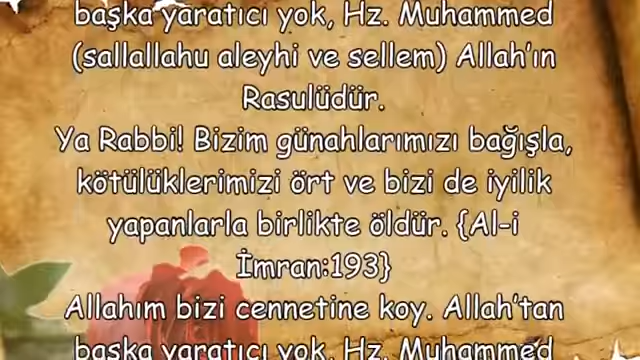 başka yaratıcı yok, Hz. Muhammed
(sallallahu aleyhi ve sellem) Allah’ın
Rasulüdür.
Ya Rabbi! Bizim günahlarımızı bağışla,
kötülüklerimizi ört ve bizi de iyilik
yapanlarla birlikte öldür. {Al-i
İmran:193}
Allahım bizi cennetine koy. Allah’tan
başka yaratıcı yok, Hz. Muhammed